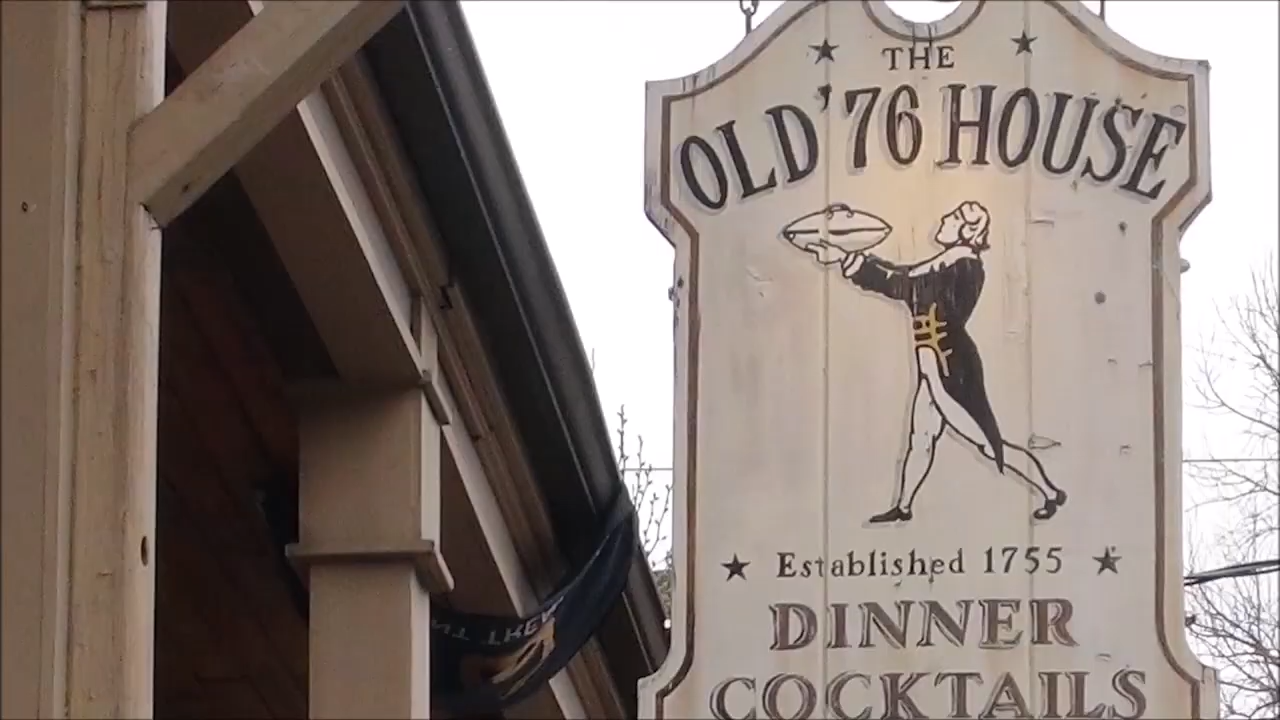 THE
OLD '76 HOUSE
Established 1755
DINNER
COCKTAILS